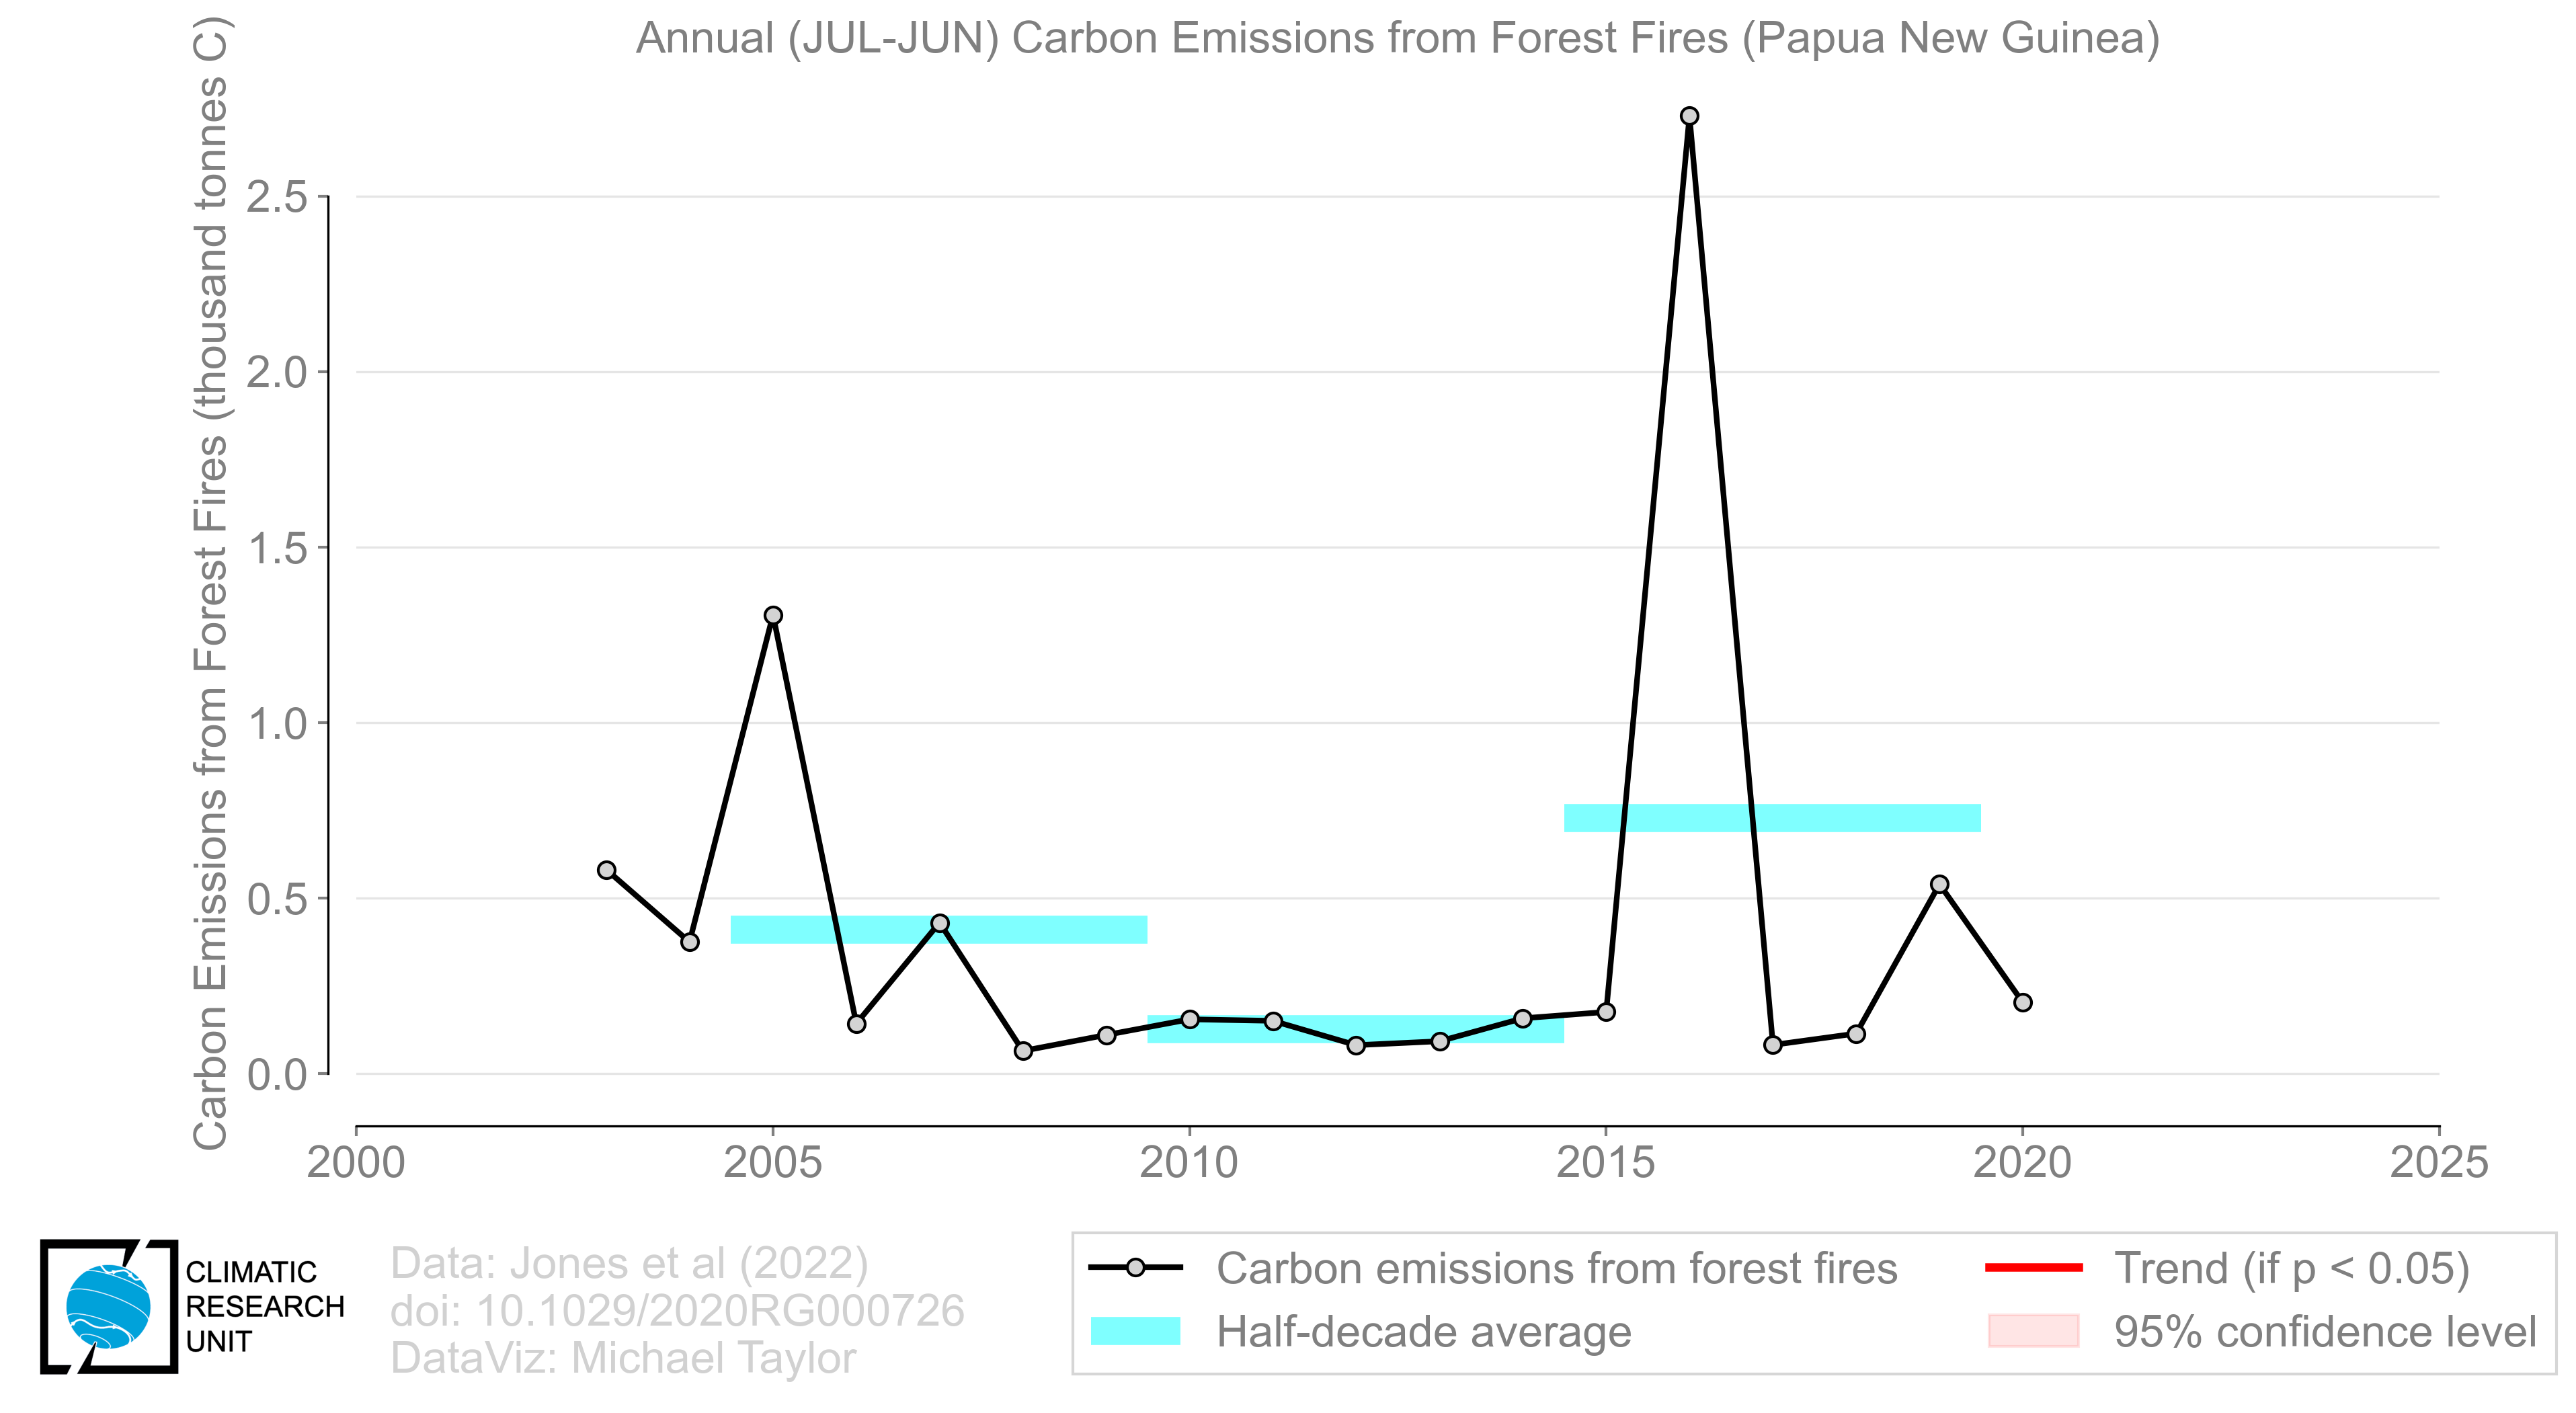 Annual (JUL-JUN) Carbon Emissions from Forest Fires (Papua New Guinea)
Carbon Emissions from Forest Fires (thousand tonnes C)
2.5
2.0
1.5
1.0
0.5
0.0
2000
2005
2010
2015
2020
2025
CLIMATIC
RESEARCH
UNIT
Data: Jones et al (2022)
doi: 10.1029/2020RG000726
DataViz: Michael Taylor
Carbon emissions from forest fires
Half-decade average
Trend (if p < 0.05)
95% confidence level